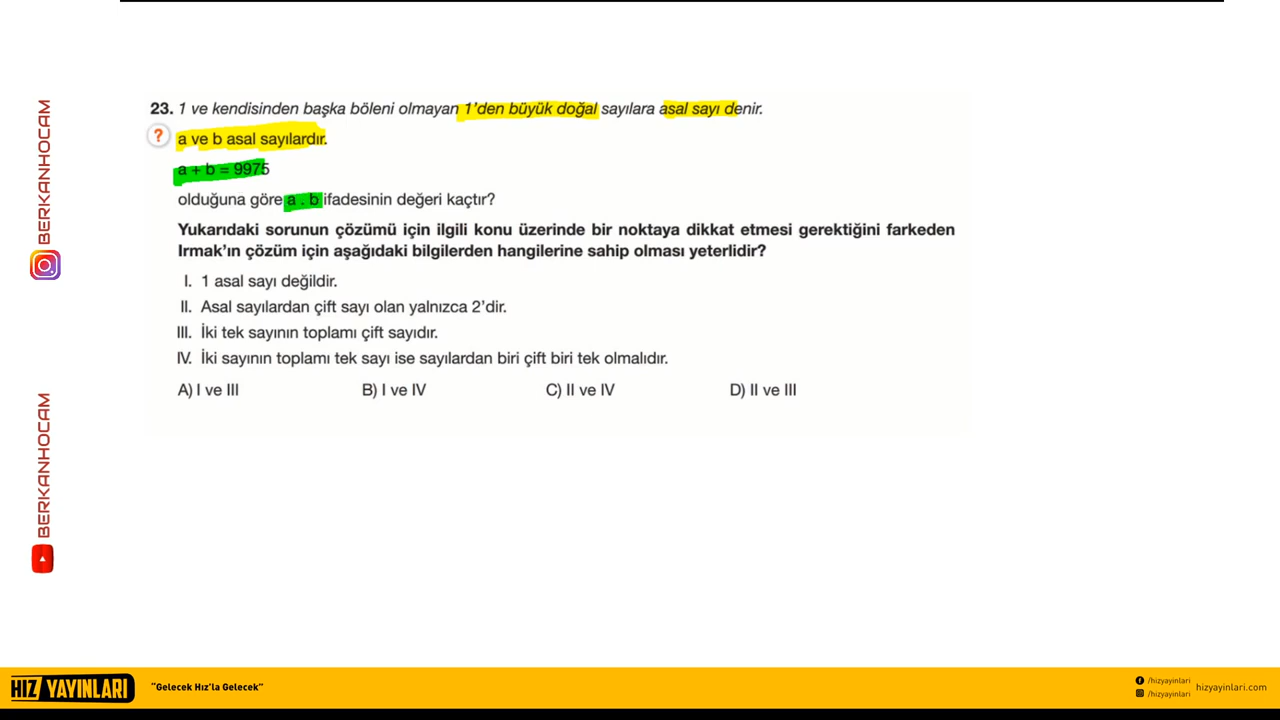 BERKANHOCAM
BERKANHOCAM
23. 1 ve kendisinden başka böleni olmayan 1'den büyük doğal sayılara asal sayı denir.
? a ve b asal sayılardır.
a + b = 9975
olduğuna göre a . b ifadesinin değeri kaçtır?
Yukarıdaki sorunun çözümü için ilgili konu üzerinde bir noktaya dikkat etmesi gerektiğini farkeden
Irmak'ın çözüm için aşağıdaki bilgilerden hangilerine sahip olması yeterlidir?
I. 1 asal sayı değildir.
II. Asal sayılardan çift sayı olan yalnızca 2'dir.
III. İki tek sayının toplamı çift sayıdır.
IV. İki sayının toplamı tek sayı ise sayılardan biri çift biri tek olmalıdır.
A) I ve III B) I ve IV C) II ve IV D) II ve III
HIZ YAYINLARI "Gelecek Hız'la Gelecek"
/hizyayinlari
/hizyayinlari
hizyayinlari.com